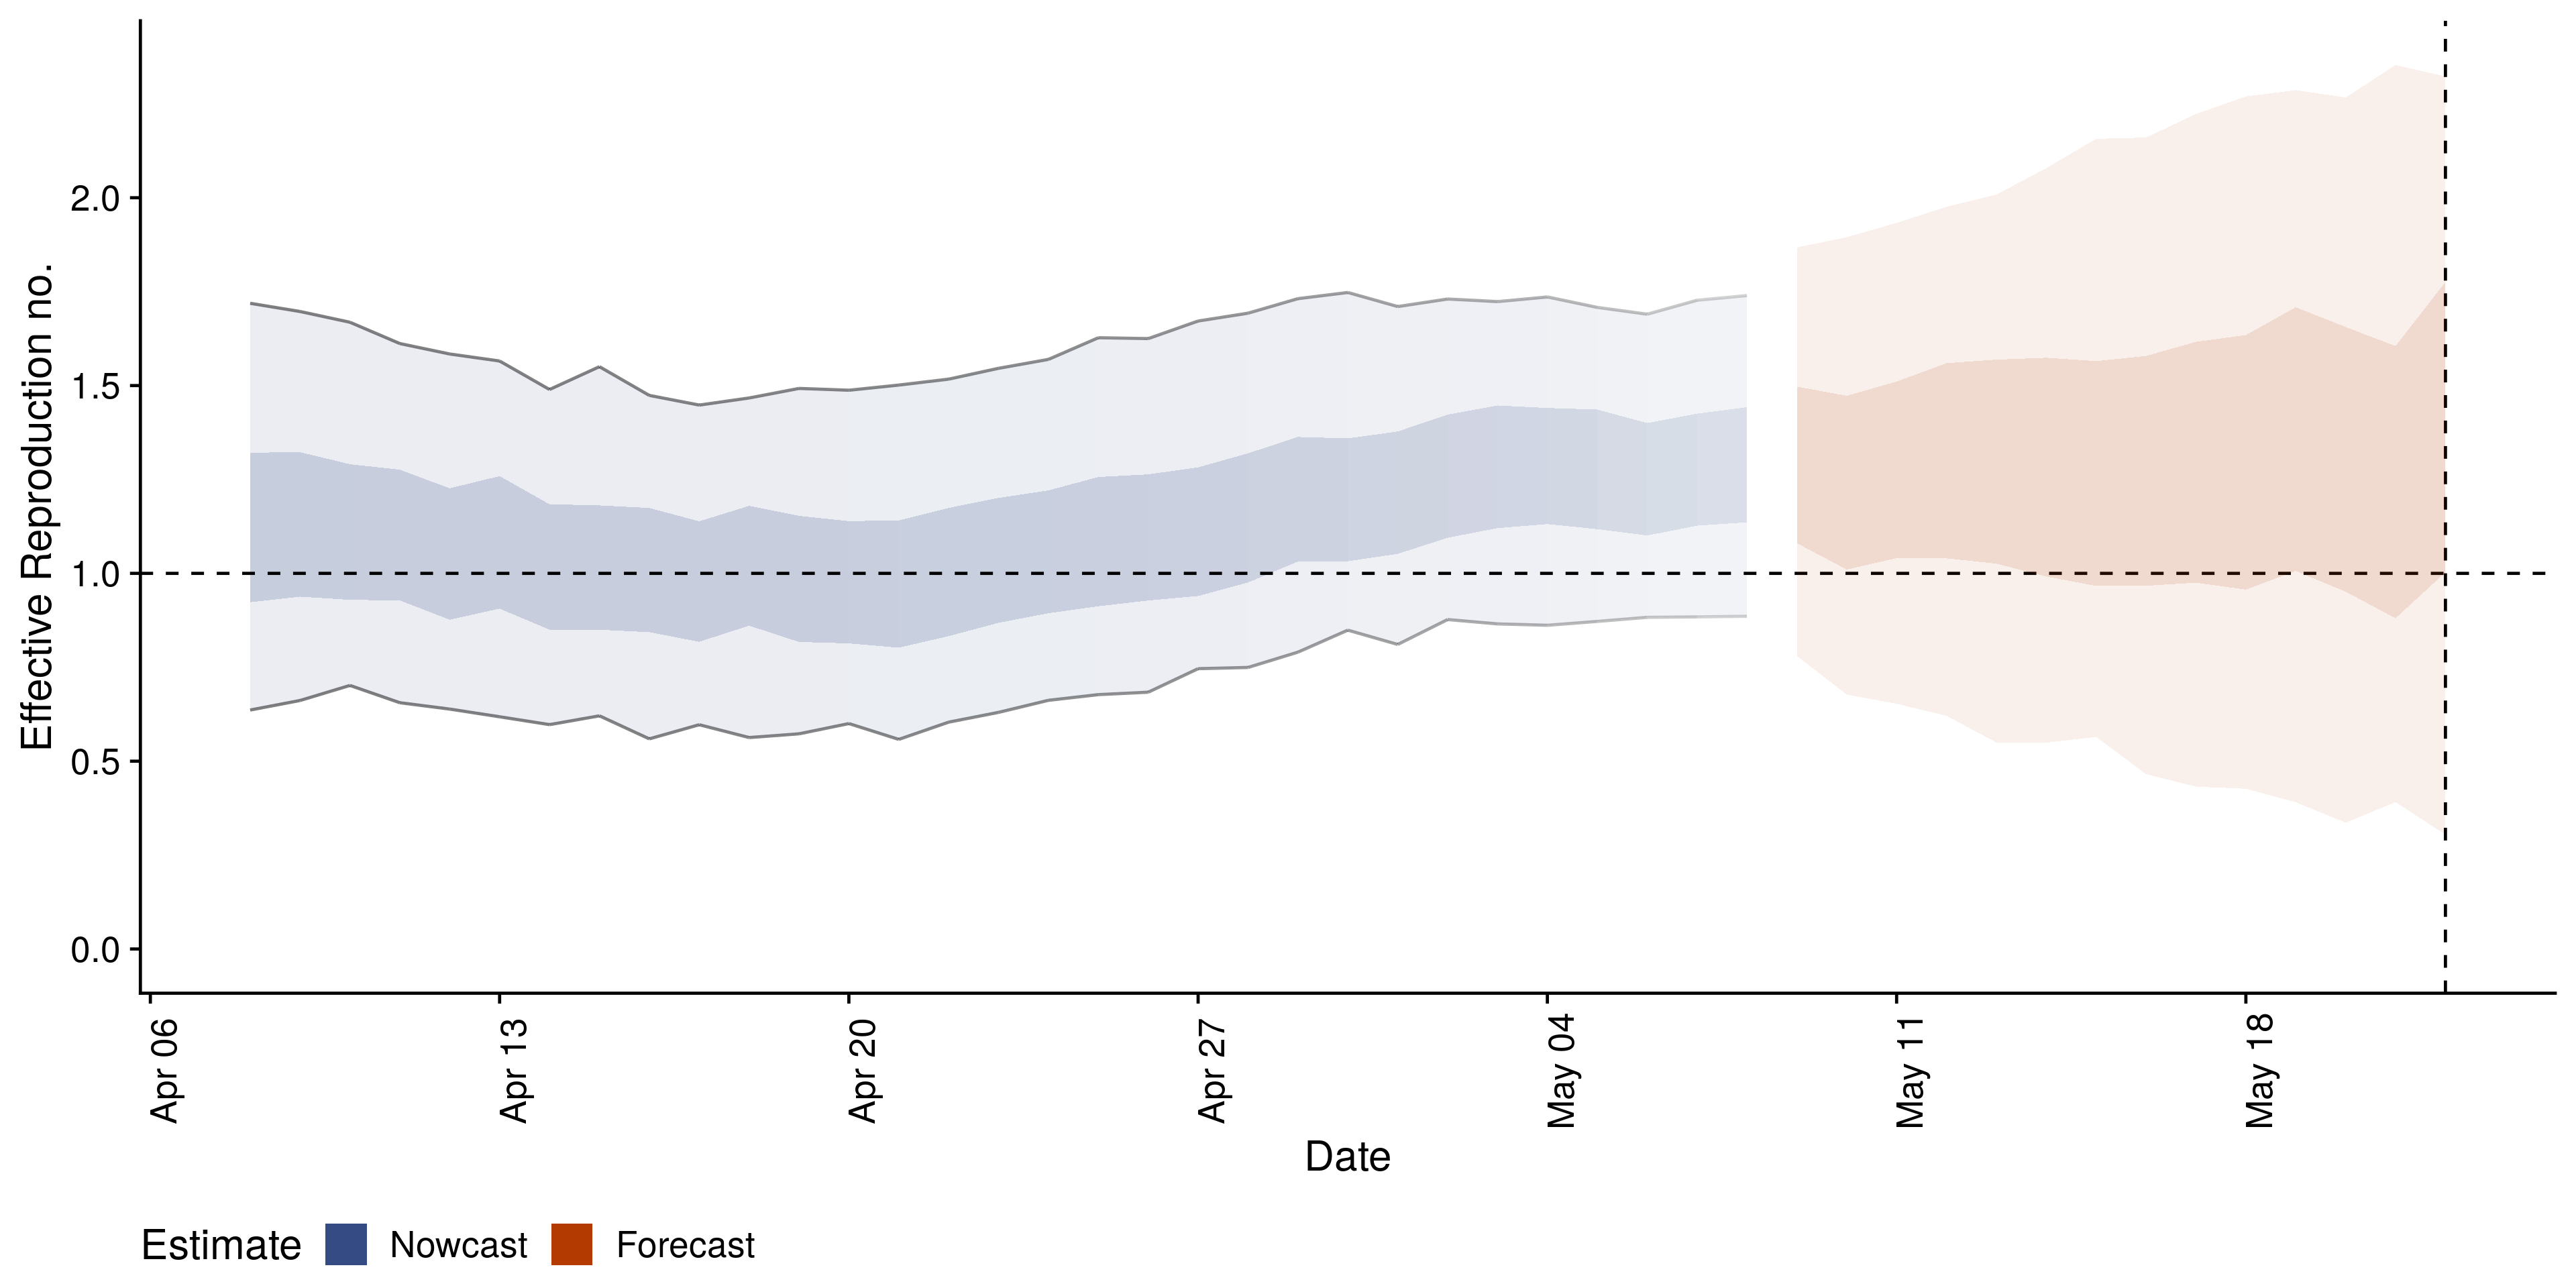 Effective Reproduction no.
2.0
1.5
1.0
0.5
0.0
Apr 06
Apr 13
Apr 20
Apr 27
May 04
May 11
May 18
Date
Estimate Nowcast Forecast